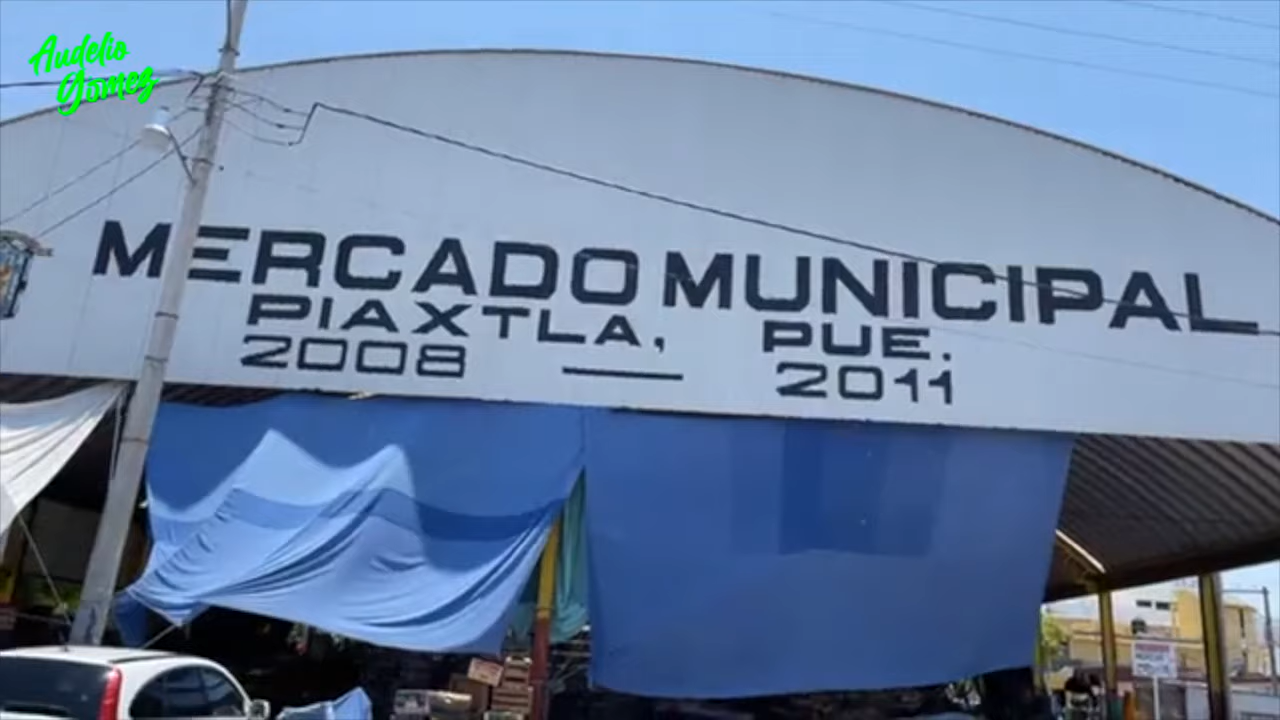 Audelio
Gomez
MERCADO MUNICIPAL
PIAXTLA, PUE.
2008 — 2011